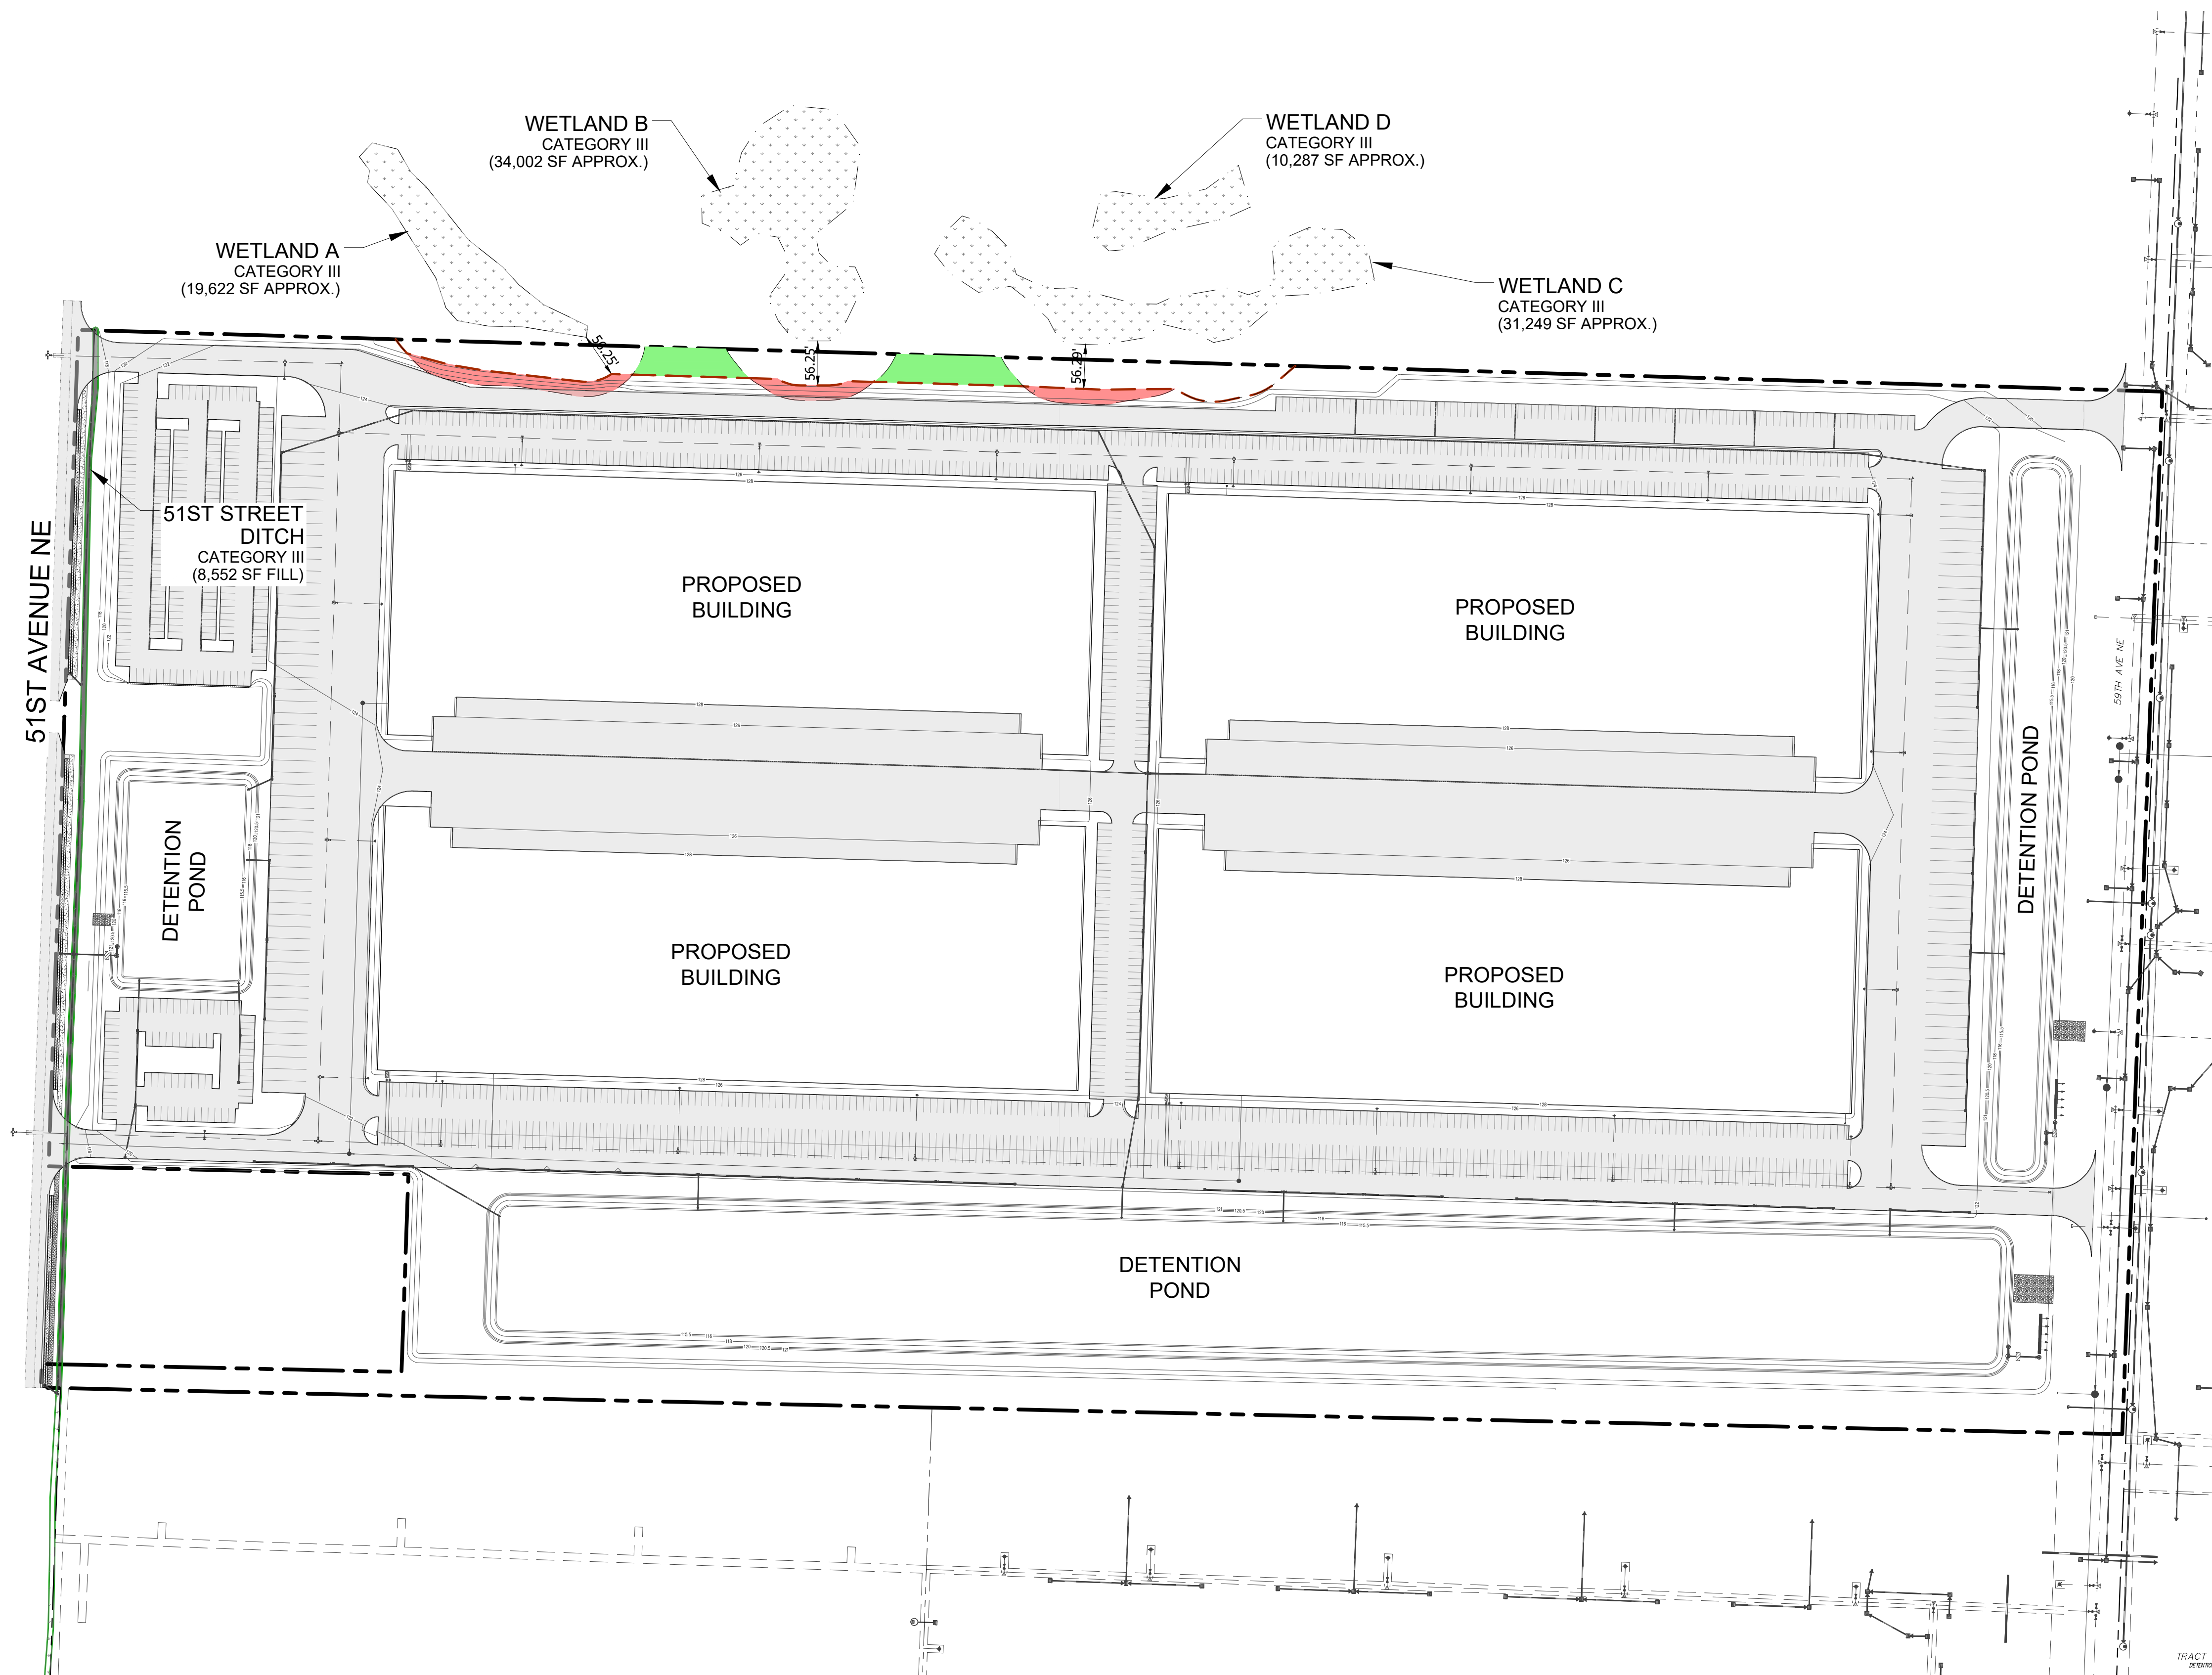 WETLAND B
CATEGORY III
(34,002 SF APPROX.)
WETLAND D
CATEGORY III
(10,287 SF APPROX.)
WETLAND A
CATEGORY III
(19,622 SF APPROX.)
WETLAND C
CATEGORY III
(31,249 SF APPROX.)
56.25'
56.25'
56.29'
51ST AVENUE NE
51ST STREET
DITCH
CATEGORY III
(8,552 SF FILL)
PROPOSED
BUILDING
PROPOSED
BUILDING
59TH AVE NE
DETENTION POND
DETENTION
POND
PROPOSED
BUILDING
PROPOSED
BUILDING
DETENTION
POND
TRACT